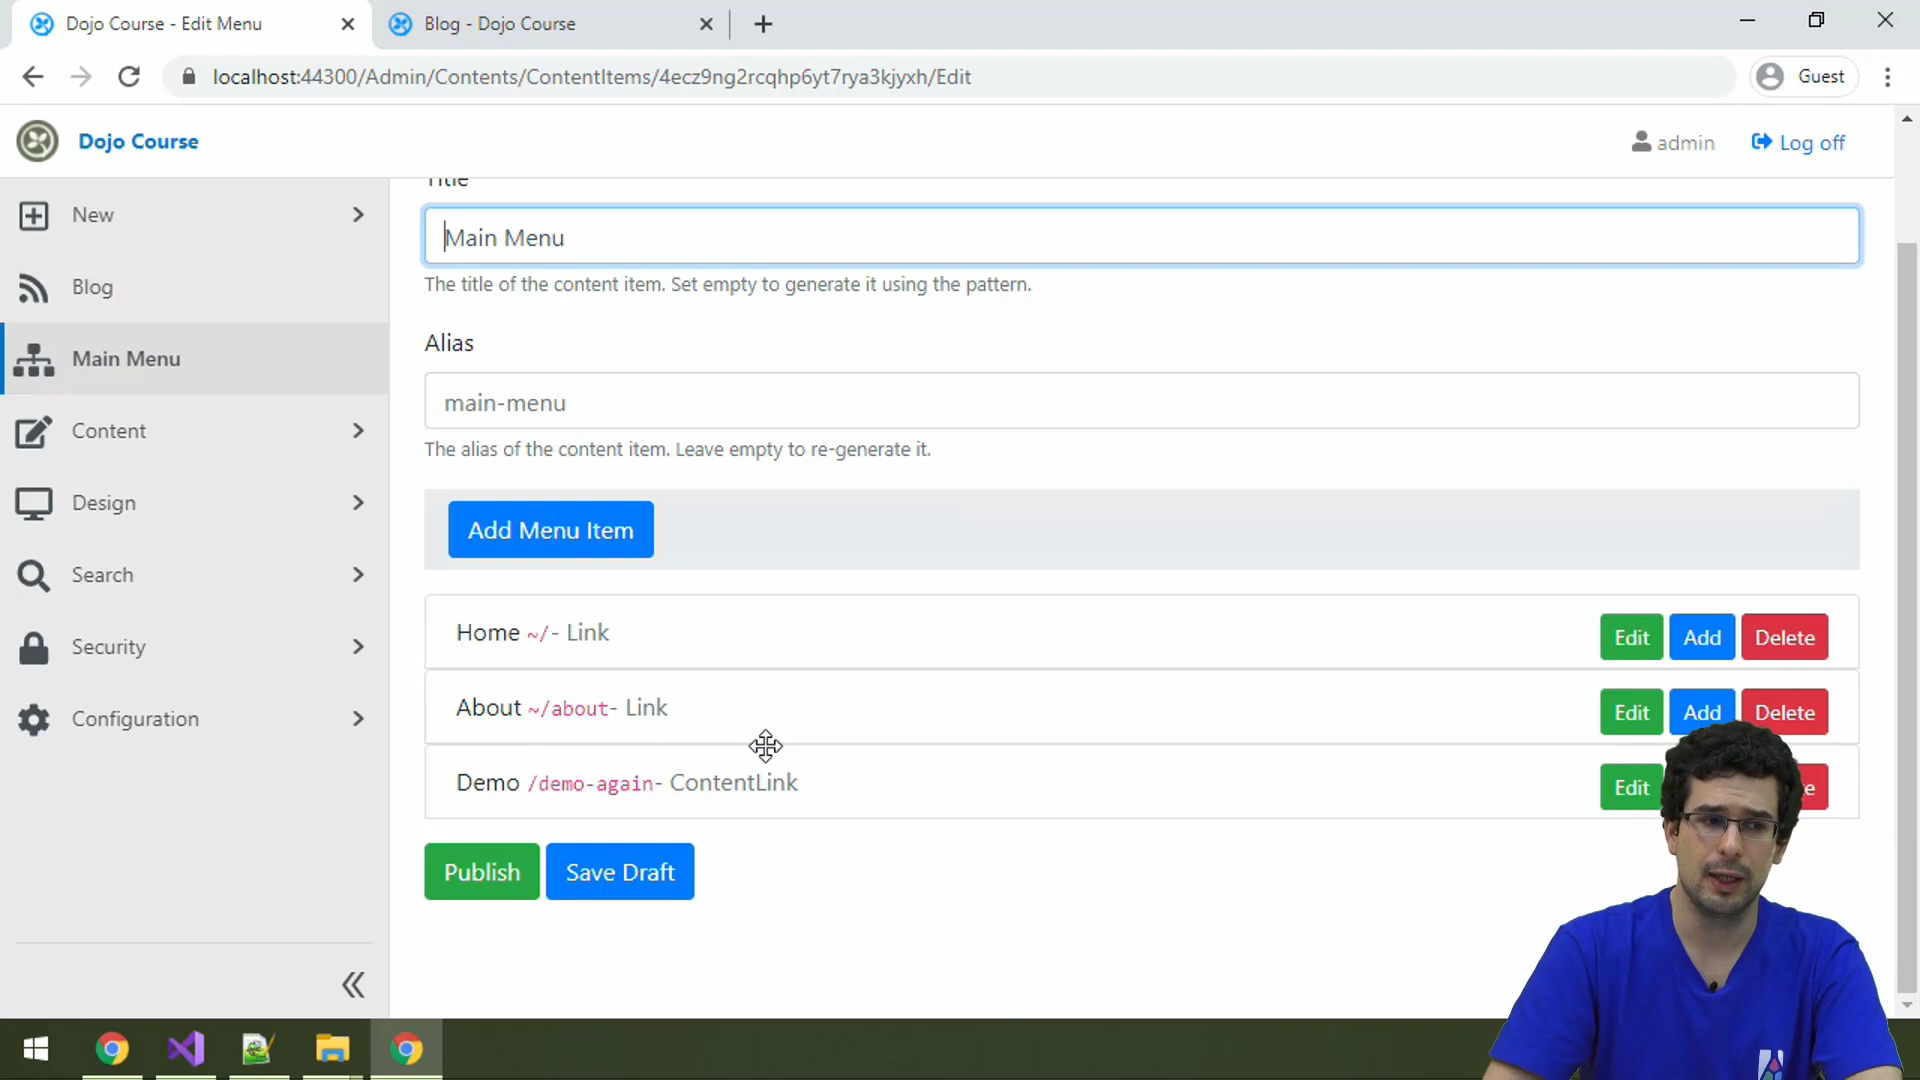 Dojo Course - Edit Menu
Blog - Dojo Course
localhost:44300/Admin/Contents/ContentItems/4ecz9ng2rcqhp6yt7rya3kjyxh/Edit
Guest
Dojo Course
admin
Log off
New
Blog
Main Menu
Content
Design
Search
Security
Configuration
Title
Main Menu
The title of the content item. Set empty to generate it using the pattern.
Alias
main-menu
The alias of the content item. Leave empty to re-generate it.
Add Menu Item
Home ~/- Link
Edit Add Delete
About ~/about- Link
Edit Add Delete
Demo /demo-again- ContentLink
Edit
Publish Save Draft